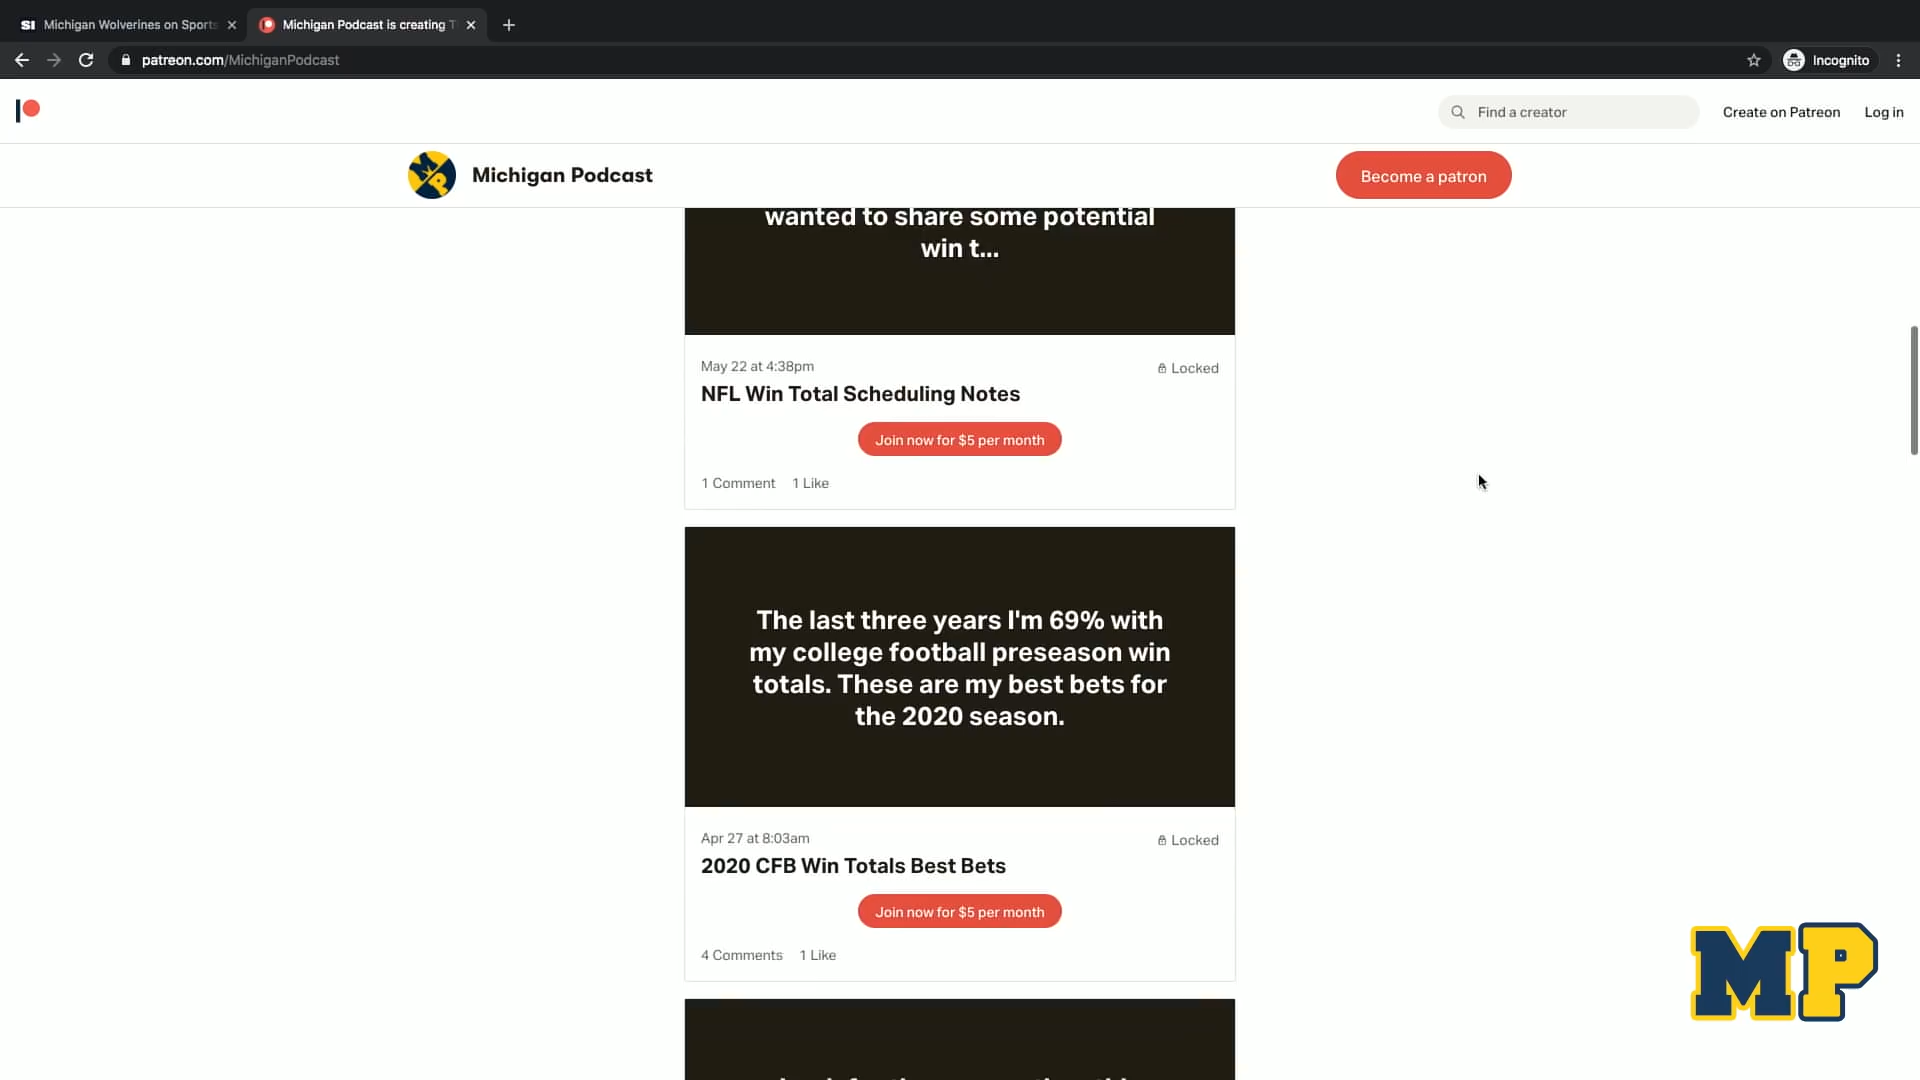 SI Michigan Wolverines on Sports
Michigan Podcast is creating T
patreon.com/MichiganPodcast
Incognito
Find a creator
Create on Patreon
Log in
Michigan Podcast
Become a patron
wanted to share some potential
win t...
May 22 at 4:38pm
Locked
NFL Win Total Scheduling Notes
Join now for $5 per month
1 Comment 1 Like
The last three years I'm 69% with
my college football preseason win
totals. These are my best bets for
the 2020 season.
Apr 27 at 8:03am
Locked
2020 CFB Win Totals Best Bets
Join now for $5 per month
4 Comments 1 Like
MP